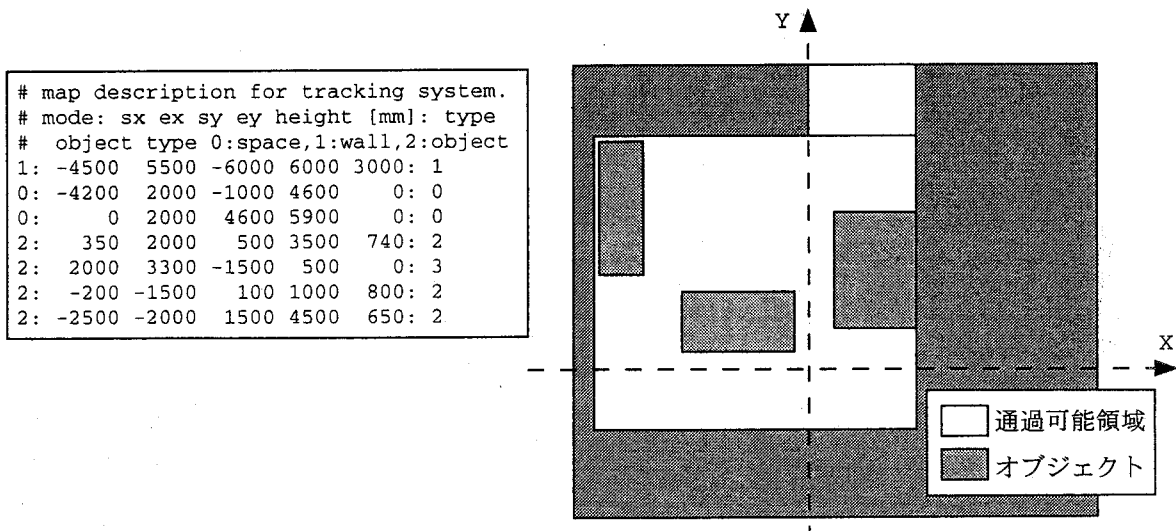 # map description for tracking system.
# mode: sx ex sy ey height [mm]: type
#  object type 0:space,1:wall,2:object
1: -4500  5500 -6000 6000 3000: 1
0: -4200  2000 -1000 4600    0: 0
0:     0  2000  4600 5900    0: 0
2:   350  2000   500 3500  740: 2
2:  2000  3300 -1500  500    0: 3
2:  -200 -1500   100 1000  800: 2
2: -2500 -2000  1500 4500  650: 2
Y
X
通過可能領域
オブジェクト